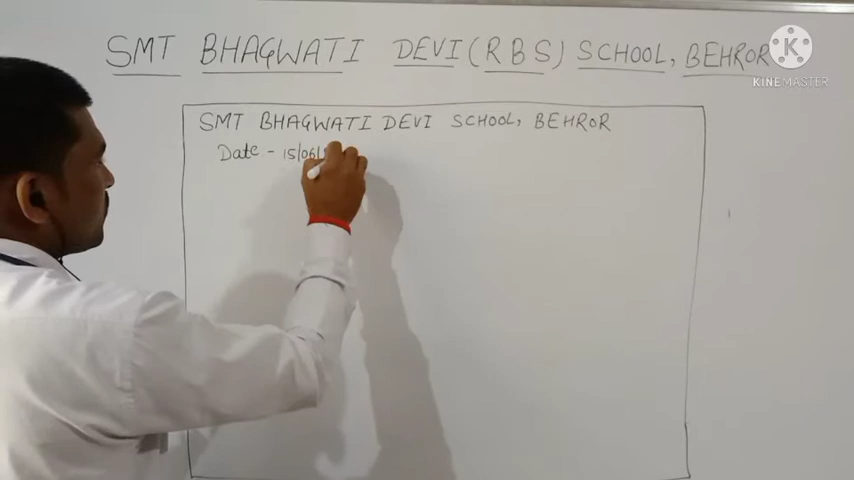 SMT BHAGWATI DEVI (RBS) SCHOOL, BEHROR
KINEMASTER
SMT BHAGWATI DEVI SCHOOL, BEHROR
Date - 15/06/